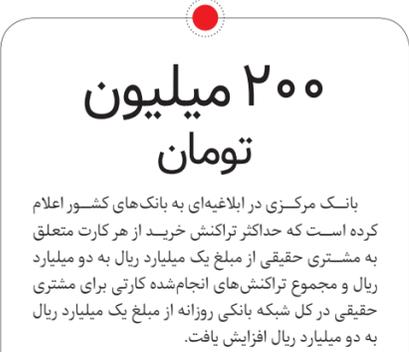 ۲۰۰ میلیون
تومان
بانک مرکزی در ابلاغیه‌ای به بانک‌های کشور اعلام
کرده است که حداکثر تراکنش خرید از هر کارت متعلق
به مشتری حقیقی از مبلغ یک میلیارد ریال به دو میلیارد
ریال و مجموع تراکنش‌های انجام‌شده کارتی برای مشتری
حقیقی در کل شبکه بانکی روزانه از مبلغ یک میلیارد ریال
به دو میلیارد ریال افزایش یافت.